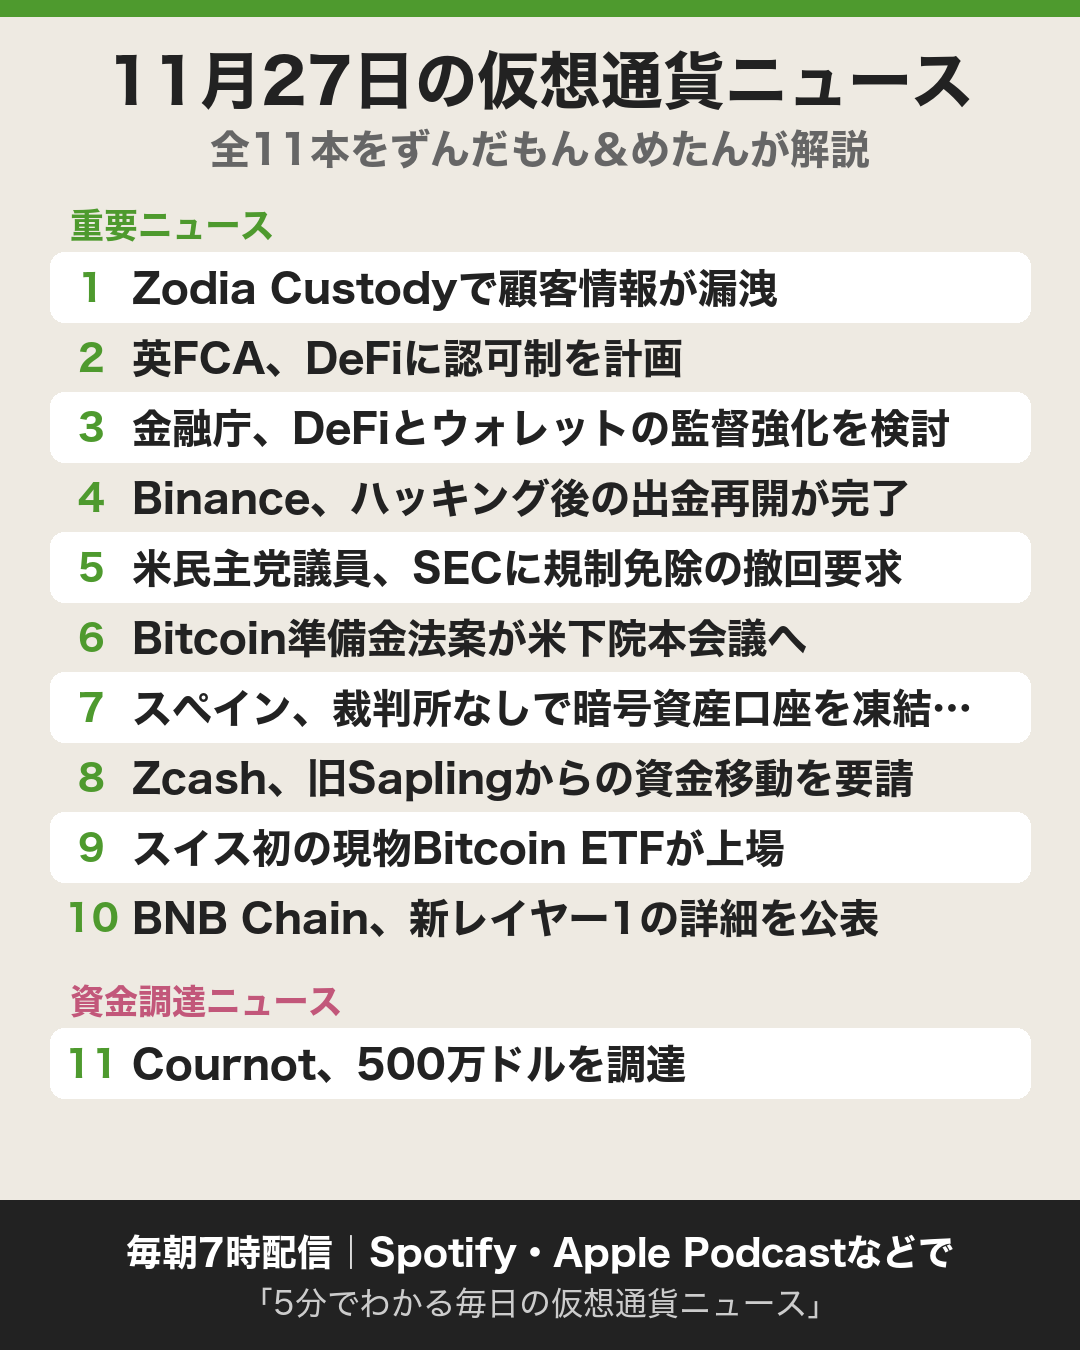 11月27日の仮想通貨ニュース
全11本をずんだもん＆めたんが解説
重要ニュース
1 Zodia Custodyで顧客情報が漏洩
2 英FCA、DeFiに認可制を計画
3 金融庁、DeFiとウォレットの監督強化を検討
4 Binance、ハッキング後の出金再開が完了
5 米民主党議員、SECに規制免除の撤回要求
6 Bitcoin準備金法案が米下院本会議へ
7 スペイン、裁判所なしで暗号資産口座を凍結…
8 Zcash、旧Saplingからの資金移動を要請
9 スイス初の現物Bitcoin ETFが上場
10 BNB Chain、新レイヤー1の詳細を公表
資金調達ニュース
11 Cournot、500万ドルを調達
毎朝7時配信｜Spotify・Apple Podcastなどで
「5分でわかる毎日の仮想通貨ニュース」